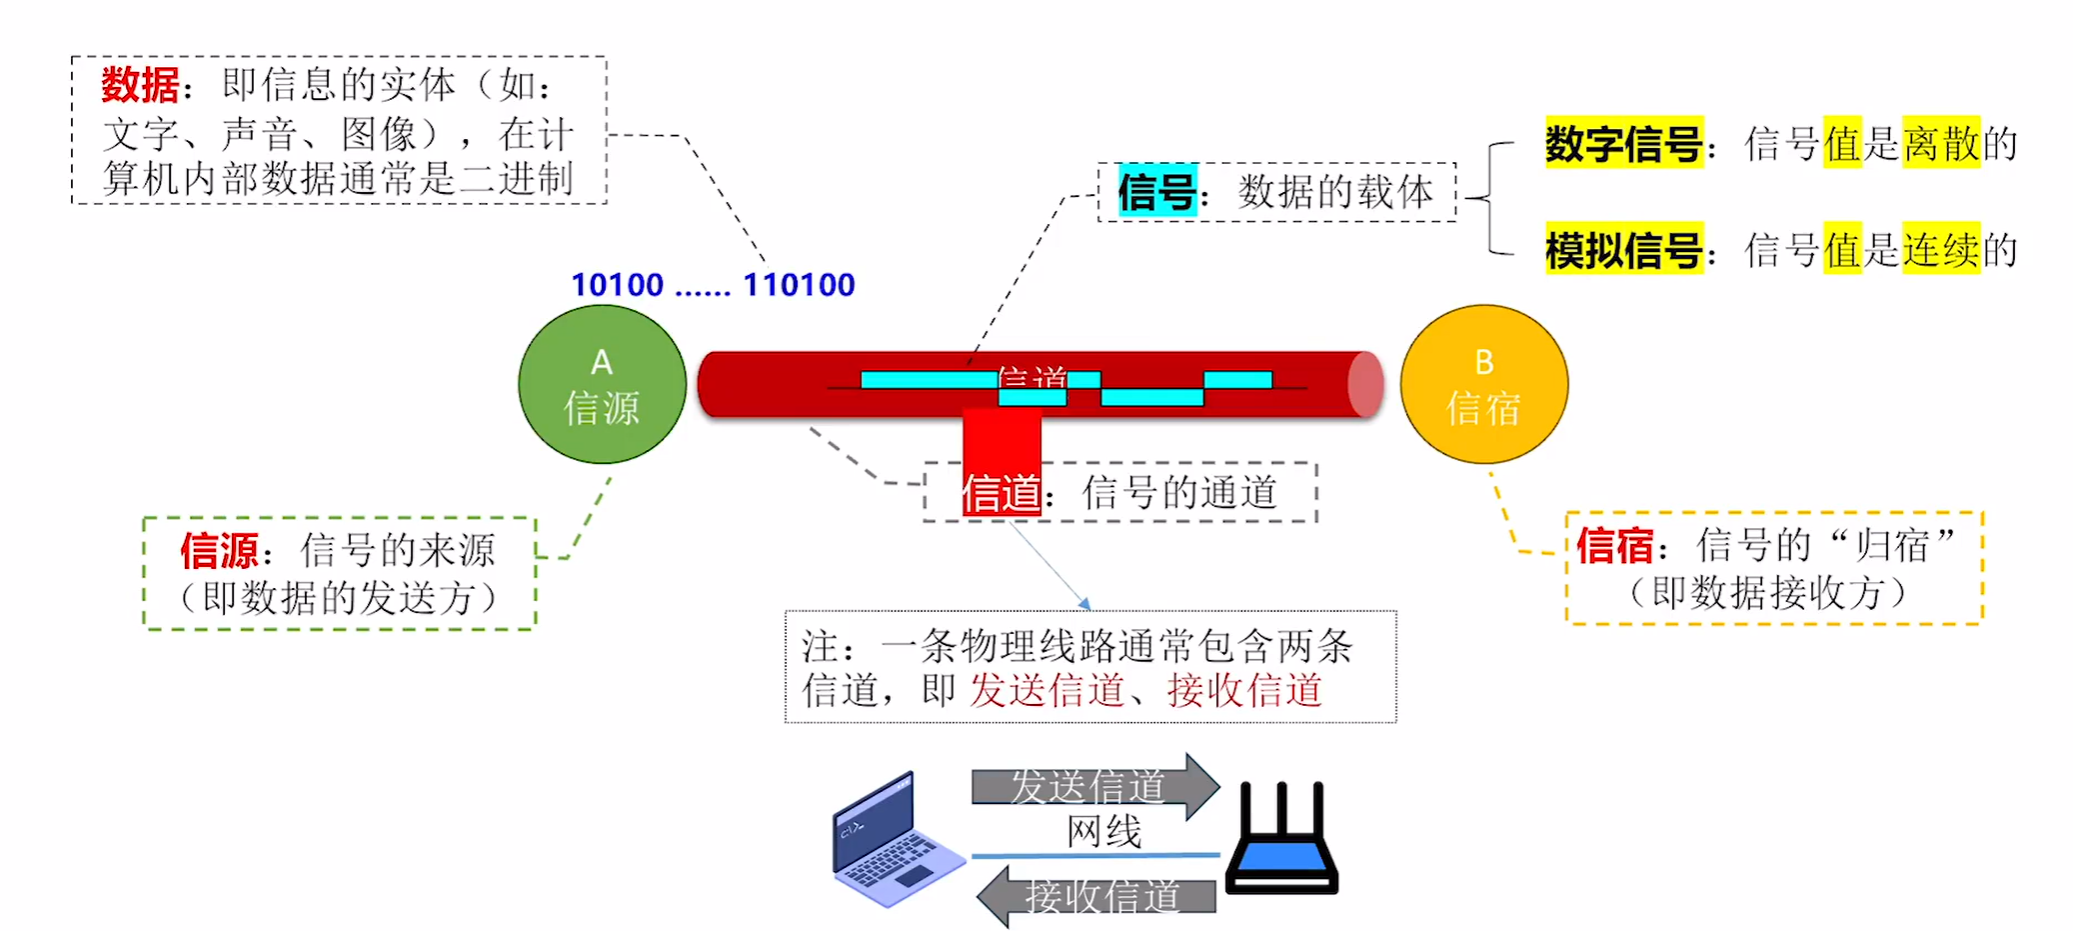 数据：即信息的实体（如：
文字、声音、图像），在计
算机内部数据通常是二进制
信号：数据的载体
数字信号：信号值是离散的
模拟信号：信号值是连续的
10100 ...... 110100
A
信源
信道
B
信宿
信道：信号的通道
信源：信号的来源
（即数据的发送方）
信宿：信号的“归宿”
（即数据接收方）
注：一条物理线路通常包含两条
信道，即 发送信道、接收信道
发送信道
网线
接收信道